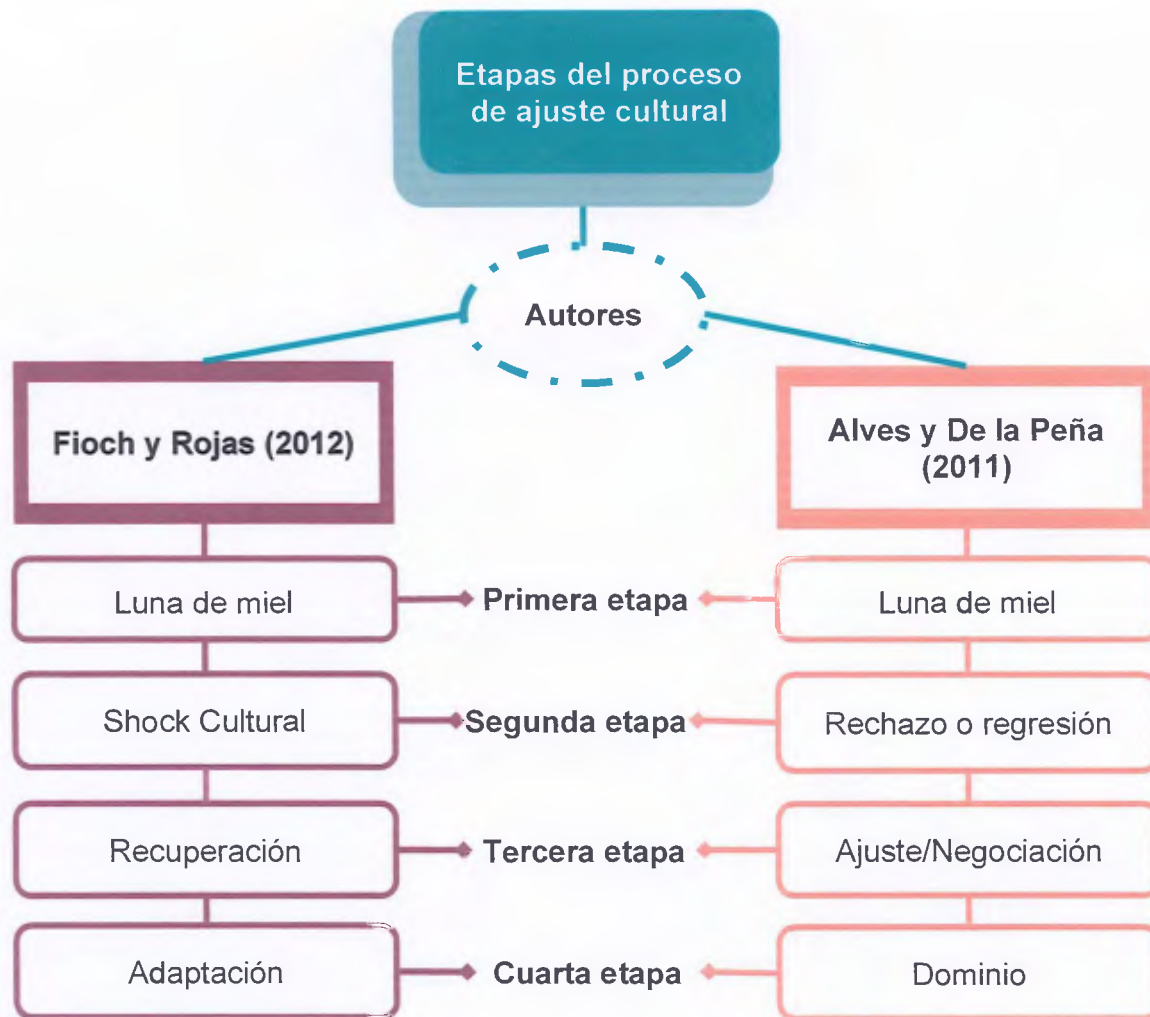 Etapas del proceso
de ajuste cultural
Autores
Fioch y Rojas (2012)
Alves y De la Peña
(2011)
Luna de miel
Primera etapa
Luna de miel
Shock Cultural
Segunda etapa
Rechazo o regresión
Recuperación
Tercera etapa
Ajuste/Negociación
Adaptación
Cuarta etapa
Dominio